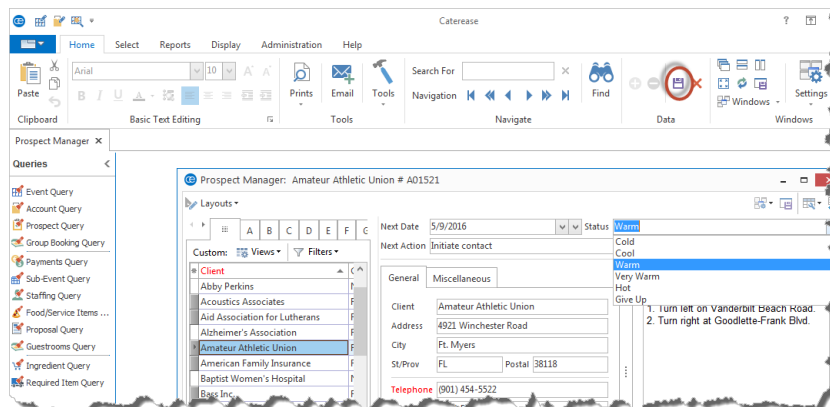 Caterease
Home Select Reports Display Administration Help
Arial 10
Paste
B I U A
Prints Email Tools
Search For
Navigation
Find
Windows
Settings
Clipboard Basic Text Editing Tools Navigate Data Windows
Prospect Manager X
Queries
Event Query
Account Query
Prospect Query
Group Booking Query
Payments Query
Sub-Event Query
Staffing Query
Food/Service Items ...
Proposal Query
Guestrooms Query
Ingredient Query
Required Item Query
Prospect Manager: Amateur Athletic Union # A01521
Layouts
A B C D E F G
Custom: Views Filters
Client
Abby Perkins
Acoustics Associates
Aid Association for Lutherans
Alzheimer's Association
Amateur Athletic Union
American Family Insurance
Baptist Women's Hospital
Bass Inc.
Next Date 5/9/2016 Status Warm
Next Action Initiate contact
Cold
Cool
Warm
Very Warm
Hot
Give Up
General Miscellaneous
Client Amateur Athletic Union
Address 4921 Winchester Road
City Ft. Myers
St/Prov FL Postal 38118
Telephone (901) 454-5522
1. Turn left on Vanderbilt Beach Road.
2. Turn right at Goodlette-Frank Blvd.